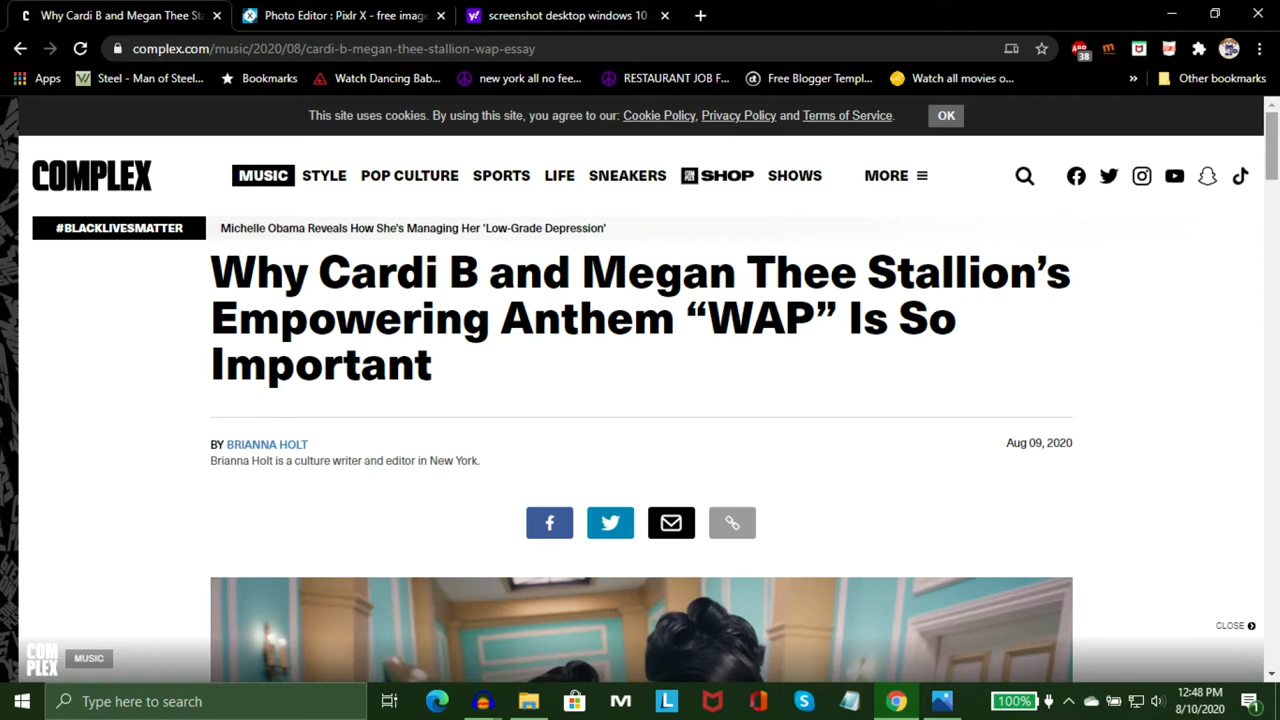 Why Cardi B and Megan Thee Sta
Photo Editor : Pixlr X - free image
screenshot desktop windows 10
complex.com/music/2020/08/cardi-b-megan-thee-stallion-wap-essay
38
Apps
Steel - Man of Steel...
Bookmarks
Watch Dancing Bab...
new york all no fee...
RESTAURANT JOB F...
Free Blogger Templ...
Watch all movies o...
»
Other bookmarks
This site uses cookies. By using this site, you agree to our: Cookie Policy, Privacy Policy and Terms of Service.
OK
COMPLEX
MUSIC STYLE POP CULTURE SPORTS LIFE SNEAKERS SHOP SHOWS MORE
#BLACKLIVESMATTER
Michelle Obama Reveals How She's Managing Her 'Low-Grade Depression'
Why Cardi B and Megan Thee Stallion’s
Empowering Anthem “WAP” Is So
Important
BY BRIANNA HOLT
Aug 09, 2020
Brianna Holt is a culture writer and editor in New York.
CLOSE
COM
PLEX
MUSIC
Type here to search
100%
12:48 PM
8/10/2020
1